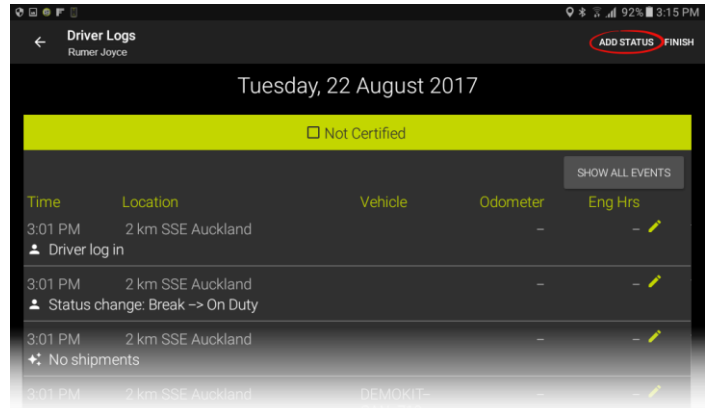 92% 3:15 PM
Driver Logs
Rumer Joyce
ADD STATUS FINISH
Tuesday, 22 August 2017
Not Certified
SHOW ALL EVENTS
Time Location Vehicle Odometer Eng Hrs
3:01 PM 2 km SSE Auckland – –
Driver log in
3:01 PM 2 km SSE Auckland – –
Status change: Break –> On Duty
3:01 PM 2 km SSE Auckland – –
No shipments
3:01 PM 2 km SSE Auckland DEMOKIT– – –